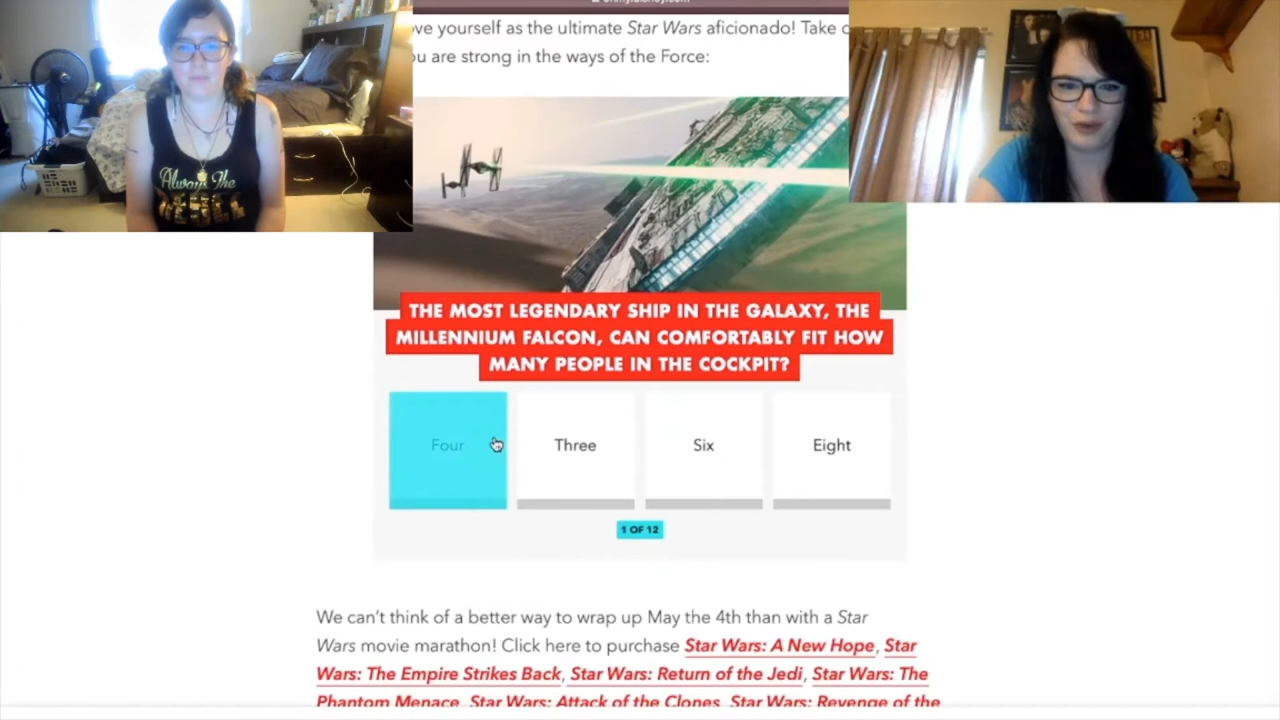 ove yourself as the ultimate Star Wars aficionado! Take
ou are strong in the ways of the Force:
Always The
REBEL
THE MOST LEGENDARY SHIP IN THE GALAXY, THE
MILLENNIUM FALCON, CAN COMFORTABLY FIT HOW
MANY PEOPLE IN THE COCKPIT?
Four
Three
Six
Eight
1 OF 12
We can't think of a better way to wrap up May the 4th than with a Star
Wars movie marathon! Click here to purchase Star Wars: A New Hope, Star
Wars: The Empire Strikes Back, Star Wars: Return of the Jedi, Star Wars: The
Phantom Menace, Star Wars: Attack of the Clones, Star Wars: Revenge of the